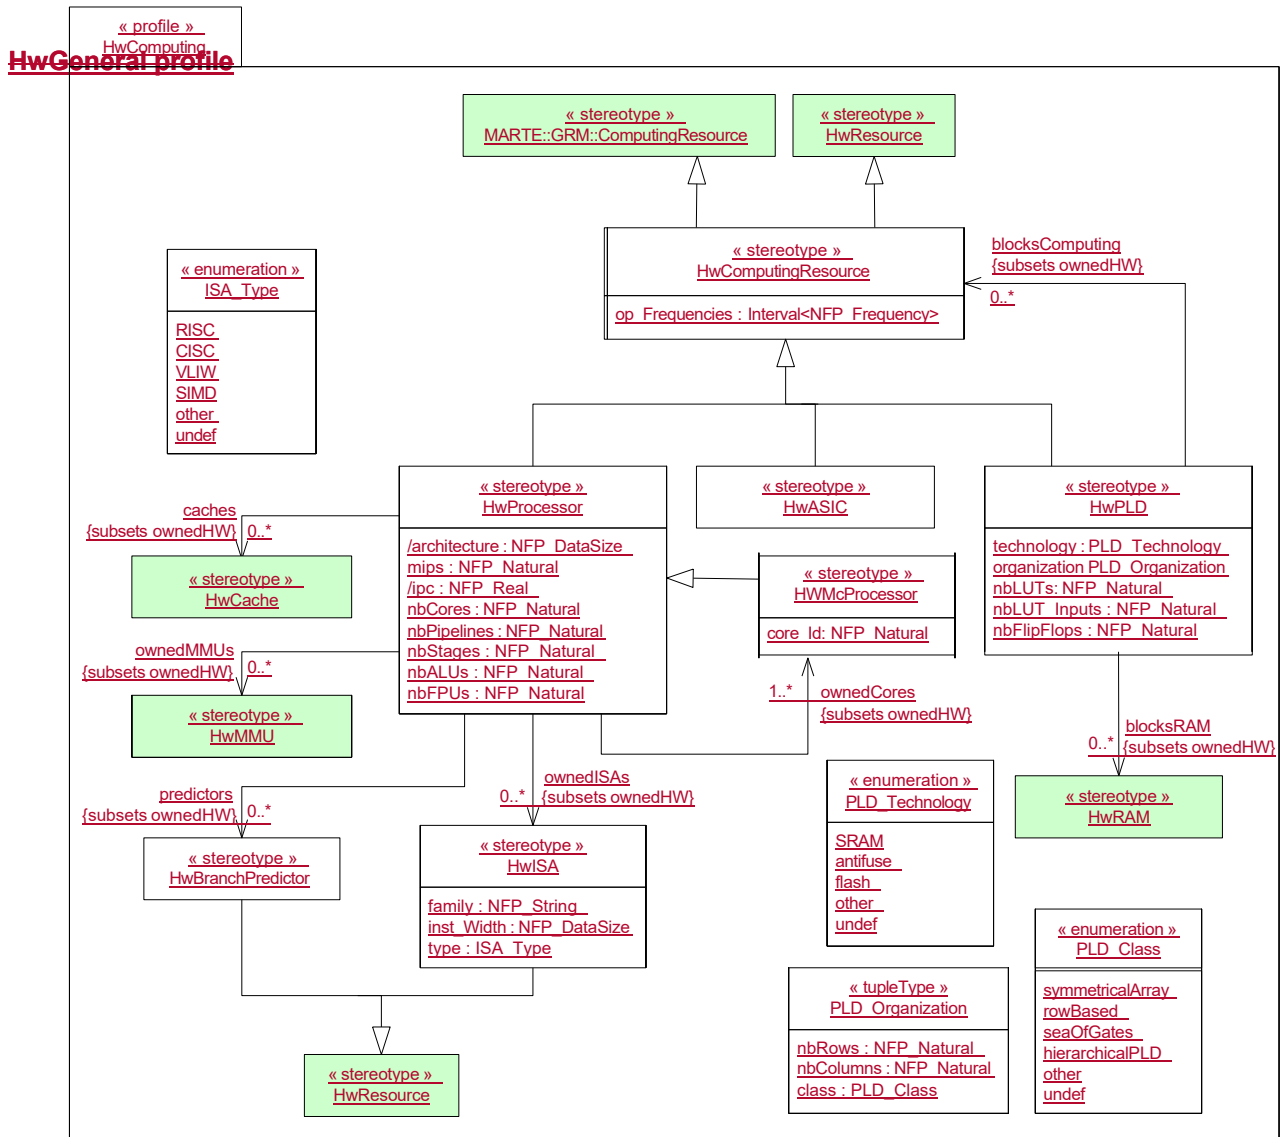 « profile »
HwComputing
HwGeneral profile
« stereotype »
MARTE::GRM::ComputingResource
« stereotype »
HwResource
« stereotype »
HwComputingResource
op_Frequencies : Interval<NFP_Frequency>
blocksComputing
{subsets ownedHW}
0..*
« enumeration »
ISA_Type
RISC
CISC
VLIW
SIMD
other
undef
« stereotype »
HwProcessor
/architecture : NFP_DataSize
mips : NFP_Natural
/ipc : NFP_Real
nbCores : NFP_Natural
nbPipelines : NFP_Natural
nbStages : NFP_Natural
nbALUs : NFP_Natural
nbFPUs : NFP_Natural
« stereotype »
HwASIC
« stereotype »
HwPLD
technology : PLD_Technology
organization PLD_Organization
nbLUTs: NFP_Natural
nbLUT_Inputs : NFP_Natural
nbFlipFlops : NFP_Natural
caches
{subsets ownedHW} 0..*
« stereotype »
HwCache
« stereotype »
HWMcProcessor
core_Id: NFP_Natural
ownedMMUs
{subsets ownedHW} 0..*
« stereotype »
HwMMU
1..* ownedCores
{subsets ownedHW}
blocksRAM
0..* {subsets ownedHW}
« stereotype »
HwRAM
predictors
{subsets ownedHW} 0..*
ownedISAs
0..* {subsets ownedHW}
« stereotype »
HwBranchPredictor
« stereotype »
HwISA
family : NFP_String
inst_Width : NFP_DataSize
type : ISA_Type
« enumeration »
PLD_Technology
SRAM
antifuse
flash
other
undef
« enumeration »
PLD_Class
symmetricalArray
rowBased
seaOfGates
hierarchicalPLD
other
undef
« tupleType »
PLD_Organization
nbRows : NFP_Natural
nbColumns : NFP_Natural
class : PLD_Class
« stereotype »
HwResource